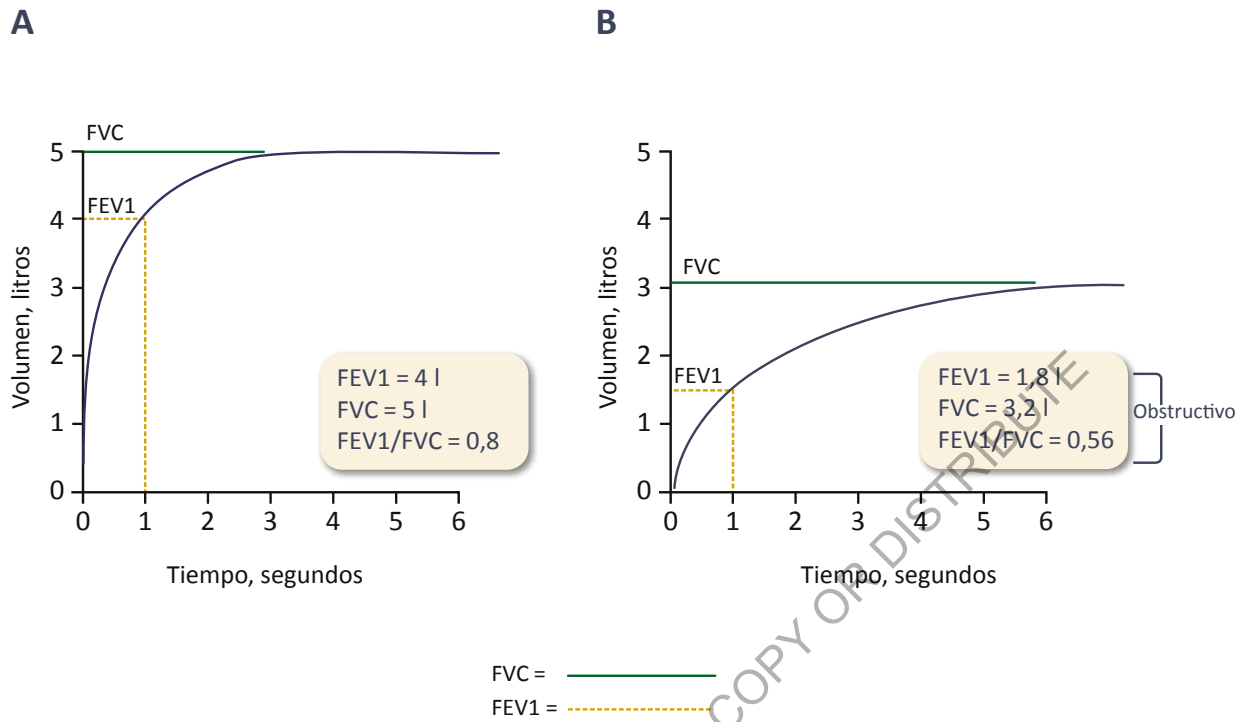 A
B
FVC
5
FEV1
4
3
2
1
0
Volumen, litros
FEV1 = 4 l
FVC = 5 l
FEV1/FVC = 0,8
0 1 2 3 4 5 6
Tiempo, segundos
5
4
FVC
3
2
FEV1
1
0
Volumen, litros
FEV1 = 1,8 l
FVC = 3,2 l
FEV1/FVC = 0,56
Obstructivo
0 1 2 3 4 5 6
Tiempo, segundos
COPY OR DISTRIBUTE
FVC =
FEV1 =